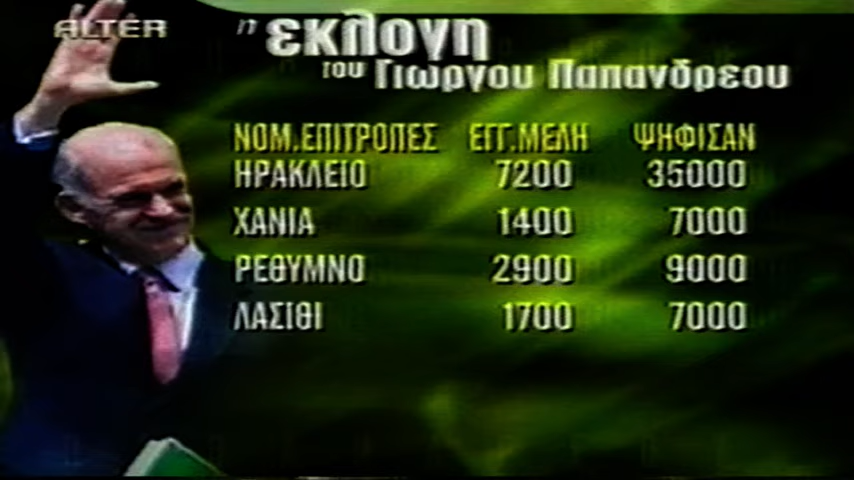 ALTER
η εκλογη
του Γιωργου Παπανδρεου
ΝΟΜ.ΕΠΙΤΡΟΠΕΣ ΕΓΓ.ΜΕΛΗ ΨΗΦΙΣΑΝ
ΗΡΑΚΛΕΙΟ 7200 35000
ΧΑΝΙΑ 1400 7000
ΡΕΘΥΜΝΟ 2900 9000
ΛΑΣΙΘΙ 1700 7000